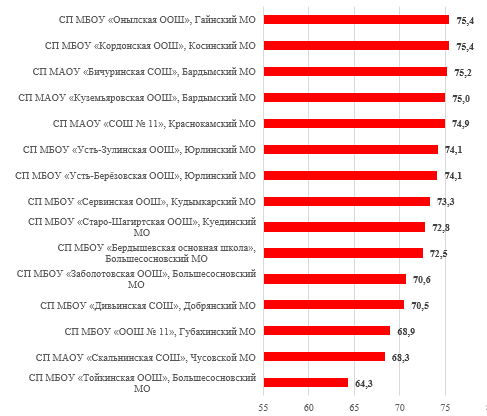 СП МБОУ «Онылская ООШ», Гайнский МО 75,4
СП МБОУ «Кордонская ООШ», Косинский МО 75,4
СП МАОУ «Бичуринская СОШ», Бардымский МО 75,2
СП МАОУ «Куземьяровская ООШ», Бардымский МО 75,0
СП МАОУ «СОШ № 11», Краснокамский МО 74,9
СП МБОУ «Усть-Зулинская ООШ», Юрлинский МО 74,1
СП МБОУ «Усть-Берёзовская ООШ», Юрлинский МО 74,1
СП МБОУ «Сервинская ООШ», Кудымкарский МО 73,3
СП МБОУ «Старо-Шагиртская ООШ», Куединский
МО 72,8
СП МБОУ «Бердышевская основная школа»,
Большесосновский МО 72,5
СП МБОУ «Заболотовская ООШ», Большесосновский
МО 70,6
СП МБОУ «Дивьинская СОШ», Добрянский МО 70,5
СП МБОУ «ООШ № 11», Губахинский МО 68,9
СП МАОУ «Скальнинская СОШ», Чусовской МО 68,3
СП МБОУ «Тойкинская ООШ», Большесосновский
МО 64,3
55 60 65 70 75